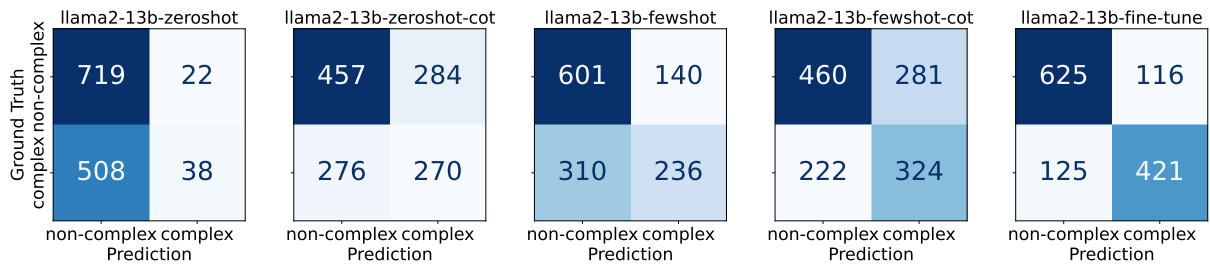 llama2-13b-zeroshot
llama2-13b-zeroshot-cot
llama2-13b-fewshot
llama2-13b-fewshot-cot
llama2-13b-fine-tune
Ground Truth
complex non-complex
719 22
508 38
457 284
276 270
601 140
310 236
460 281
222 324
625 116
125 421
non-complex complex
Prediction
non-complex complex
Prediction
non-complex complex
Prediction
non-complex complex
Prediction
non-complex complex
Prediction